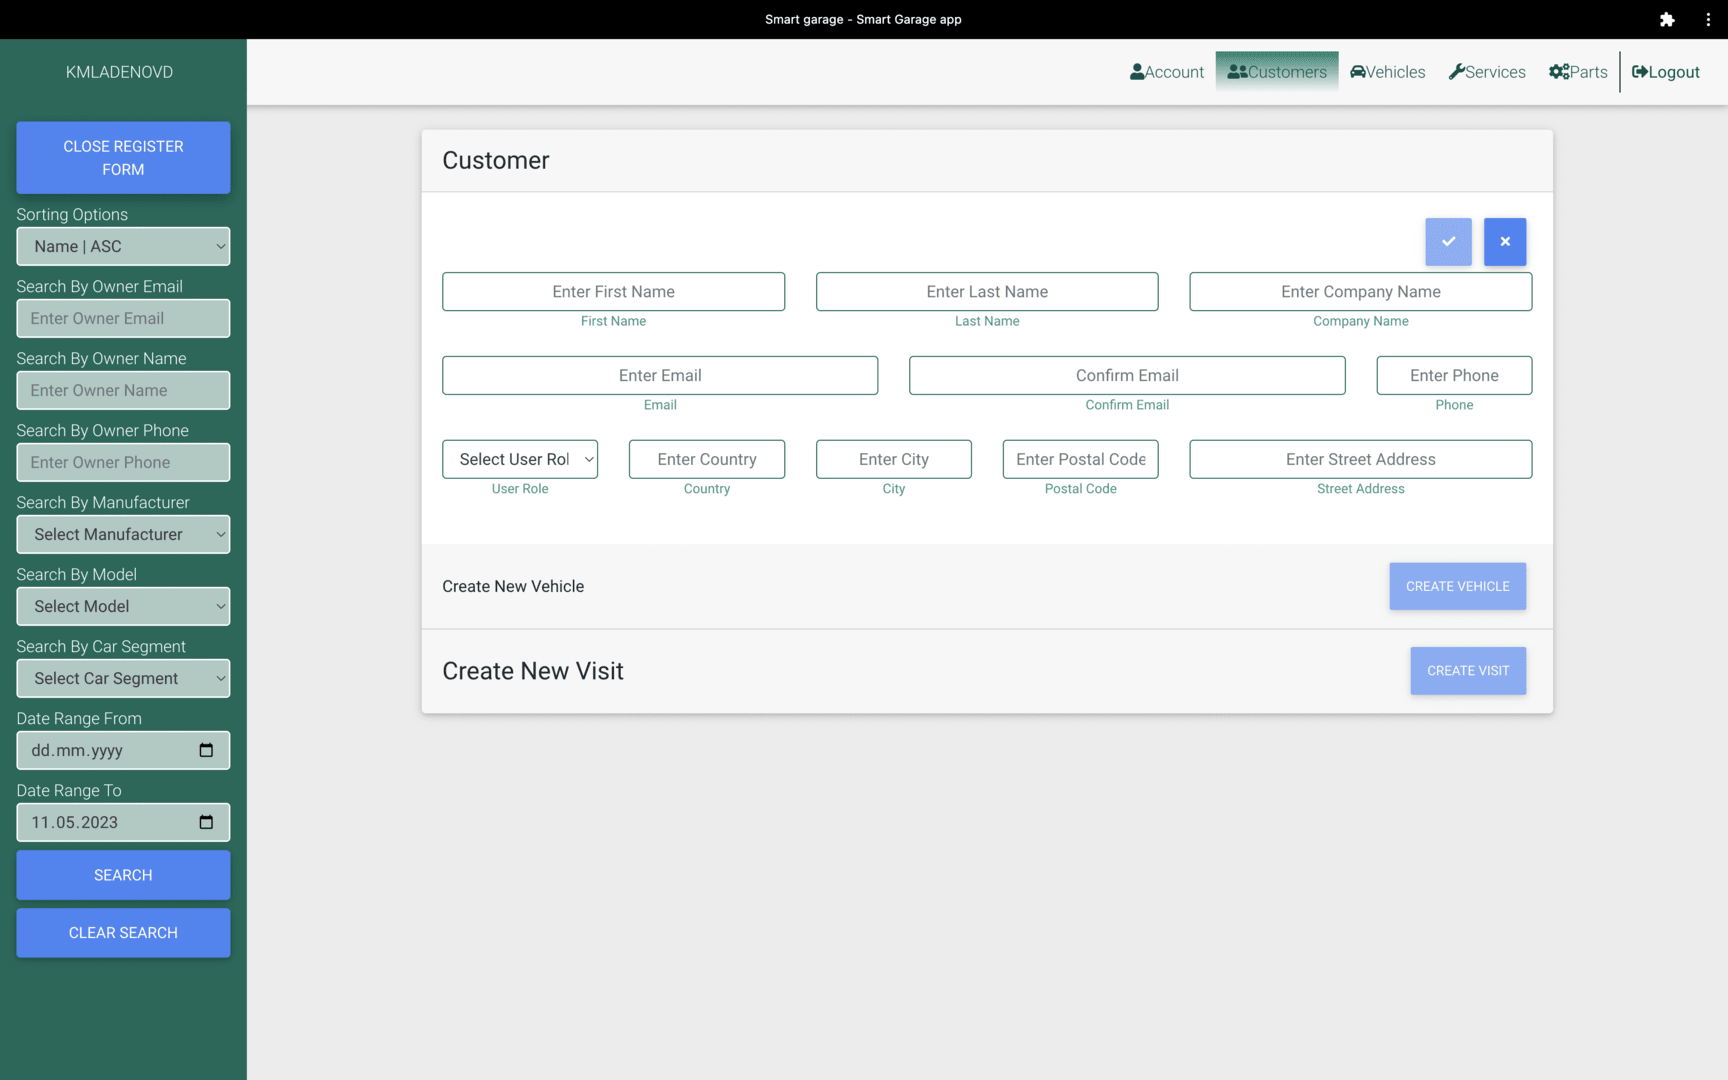 Smart garage - Smart Garage app
KMLADENOVD
Account
Customers
Vehicles
Services
Parts
Logout
CLOSE REGISTER
FORM
Sorting Options
Name | ASC
Search By Owner Email
Enter Owner Email
Search By Owner Name
Enter Owner Name
Search By Owner Phone
Enter Owner Phone
Search By Manufacturer
Select Manufacturer
Search By Model
Select Model
Search By Car Segment
Select Car Segment
Date Range From
dd.mm.yyyy
Date Range To
11.05.2023
SEARCH
CLEAR SEARCH
Customer
Enter First Name
First Name
Enter Last Name
Last Name
Enter Company Name
Company Name
Enter Email
Email
Confirm Email
Confirm Email
Enter Phone
Phone
Select User Rol
User Role
Enter Country
Country
Enter City
City
Enter Postal Code
Postal Code
Enter Street Address
Street Address
Create New Vehicle
CREATE VEHICLE
Create New Visit
CREATE VISIT